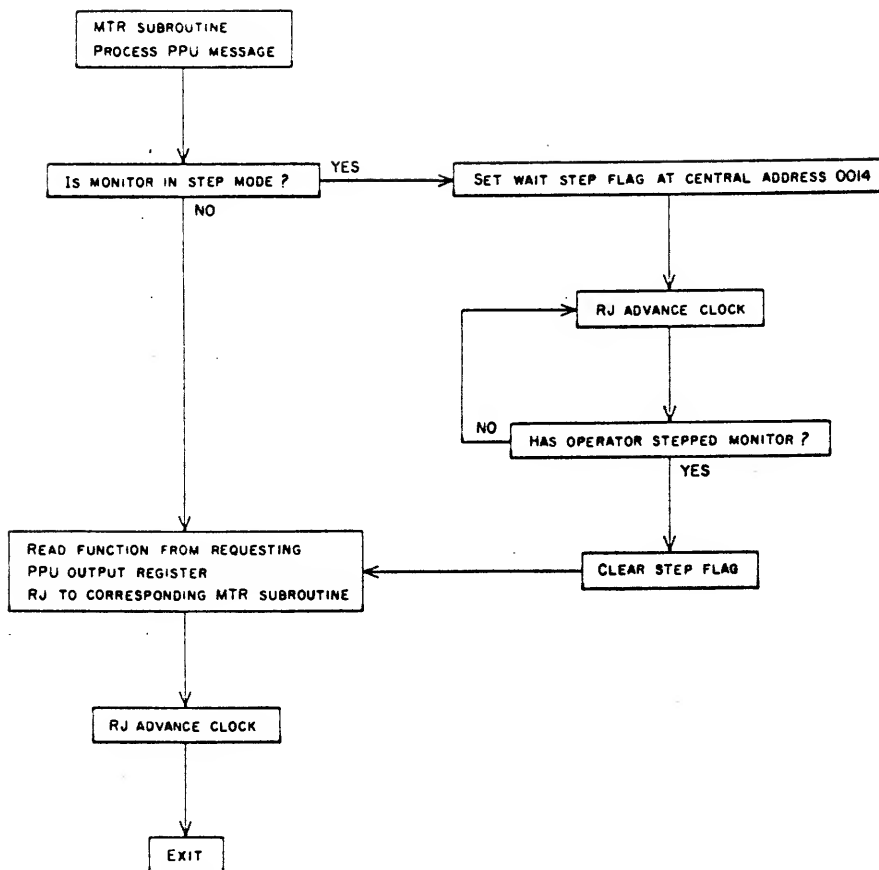 MTR SUBROUTINE
PROCESS PPU MESSAGE
IS MONITOR IN STEP MODE ?
YES
SET WAIT STEP FLAG AT CENTRAL ADDRESS 0014
NO
RJ ADVANCE CLOCK
NO
HAS OPERATOR STEPPED MONITOR ?
YES
READ FUNCTION FROM REQUESTING
PPU OUTPUT REGISTER
RJ TO CORRESPONDING MTR SUBROUTINE
CLEAR STEP FLAG
RJ ADVANCE CLOCK
EXIT